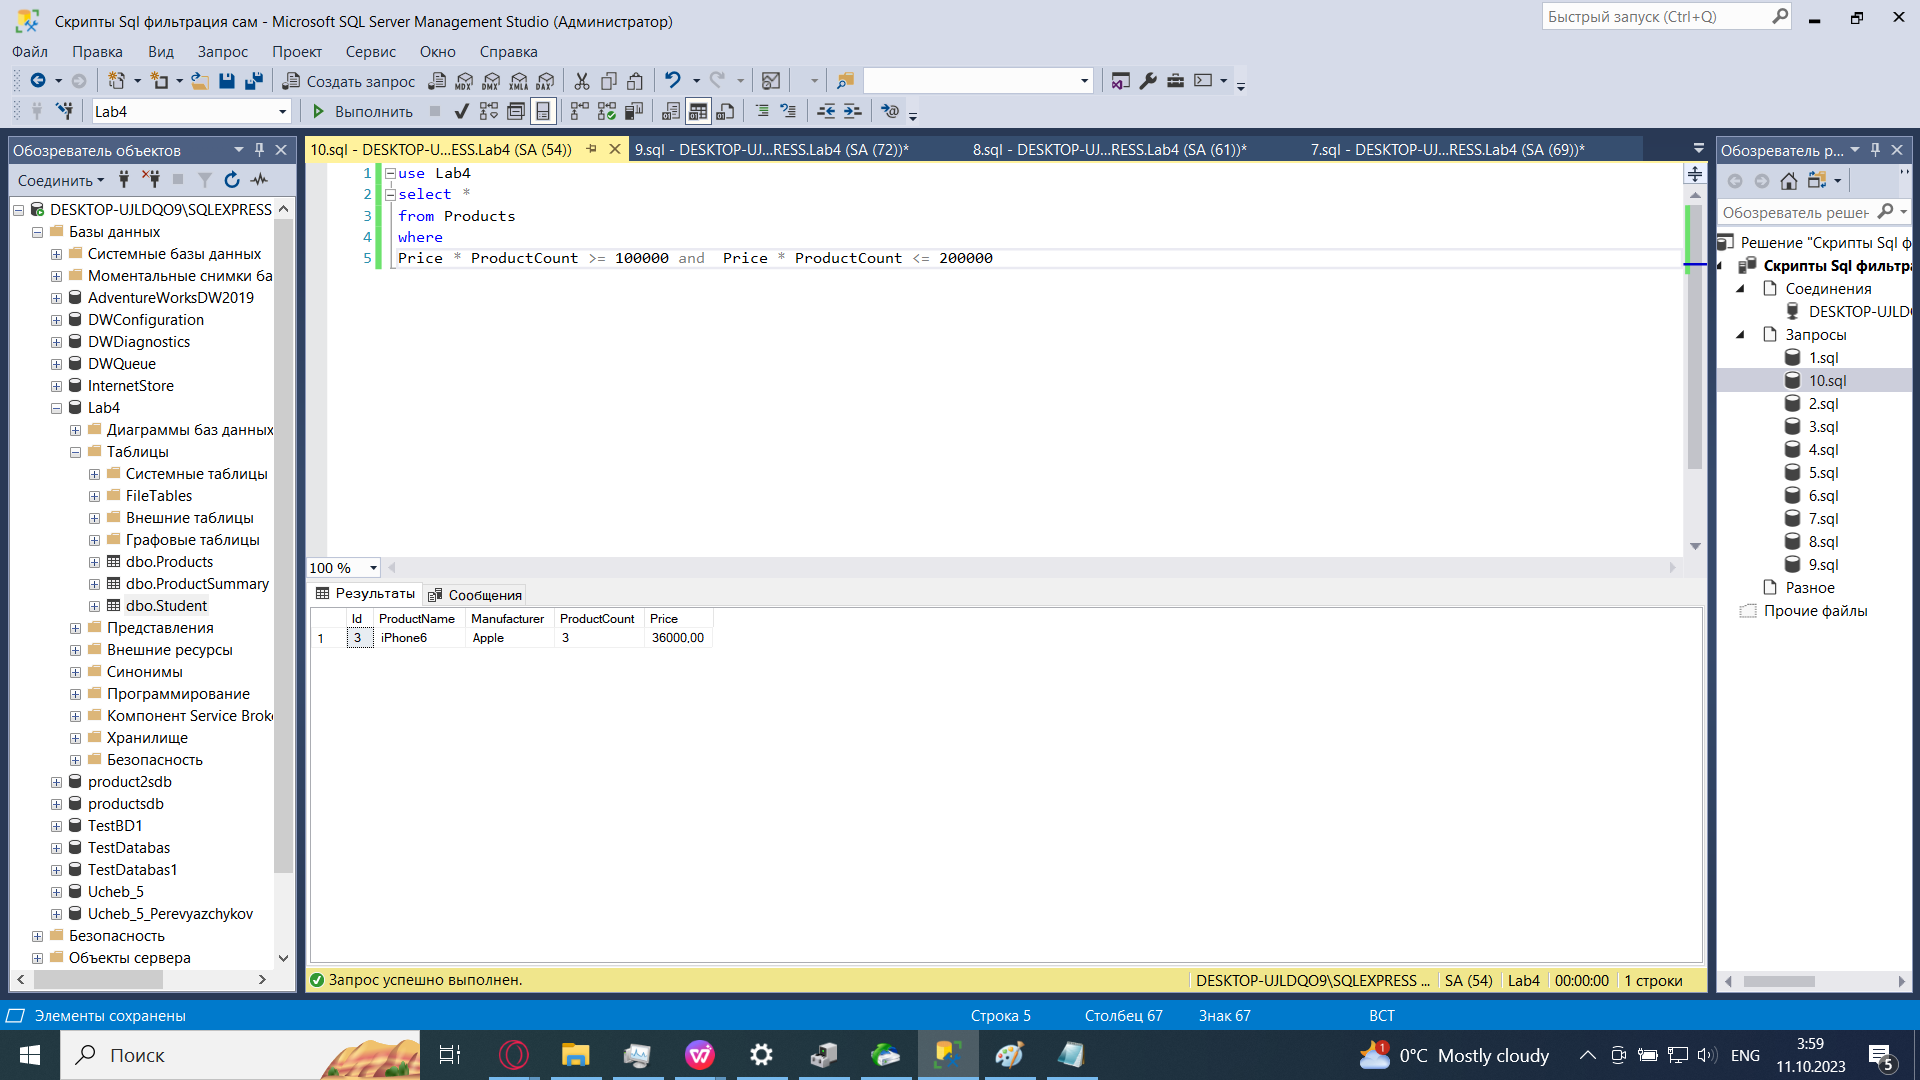 Скрипты Sql фильтрация сам - Microsoft SQL Server Management Studio (Администратор)
Быстрый запуск (Ctrl+Q)
Файл Правка Вид Запрос Проект Сервис Окно Справка
Создать запрос MDX DMX XMLA DAX
Lab4 Выполнить
Обозреватель объектов
Соединить
DESKTOP-UJLDQO9\SQLEXPRESS
Базы данных
Системные базы данных
Моментальные снимки ба
AdventureWorksDW2019
DWConfiguration
DWDiagnostics
DWQueue
InternetStore
Lab4
Диаграммы баз данных
Таблицы
Системные таблицы
FileTables
Внешние таблицы
Графовые таблицы
dbo.Products
dbo.ProductSummary
dbo.Student
Представления
Внешние ресурсы
Синонимы
Программирование
Компонент Service Brok
Хранилище
Безопасность
product2sdb
productsdb
TestBD1
TestDatabas
TestDatabas1
Ucheb_5
Ucheb_5_Perevyazchykov
Безопасность
Объекты сервера
10.sql - DESKTOP-U...ESS.Lab4 (SA (54)) 9.sql - DESKTOP-UJ...RESS.Lab4 (SA (72))* 8.sql - DESKTOP-UJ...RESS.Lab4 (SA (61))* 7.sql - DESKTOP-UJ...RESS.Lab4 (SA (69))*
1 use Lab4
2 select *
3 from Products
4 where
5 Price * ProductCount >= 100000 and  Price * ProductCount <= 200000
100 %
Результаты Сообщения
Id ProductName Manufacturer ProductCount Price
1 3 iPhone6 Apple 3 36000,00
Запрос успешно выполнен. DESKTOP-UJLDQO9\SQLEXPRESS ... SA (54) Lab4 00:00:00 1 строки
Обозреватель р...
Обозреватель решен
Решение "Скрипты Sql ф
Скрипты Sql фильтра
Соединения
DESKTOP-UJLD
Запросы
1.sql
10.sql
2.sql
3.sql
4.sql
5.sql
6.sql
7.sql
8.sql
9.sql
Разное
Прочие файлы
Элементы сохранены Строка 5 Столбец 67 Знак 67 ВСТ
Поиск
1 0°C Mostly cloudy ENG 3:59
11.10.2023 5